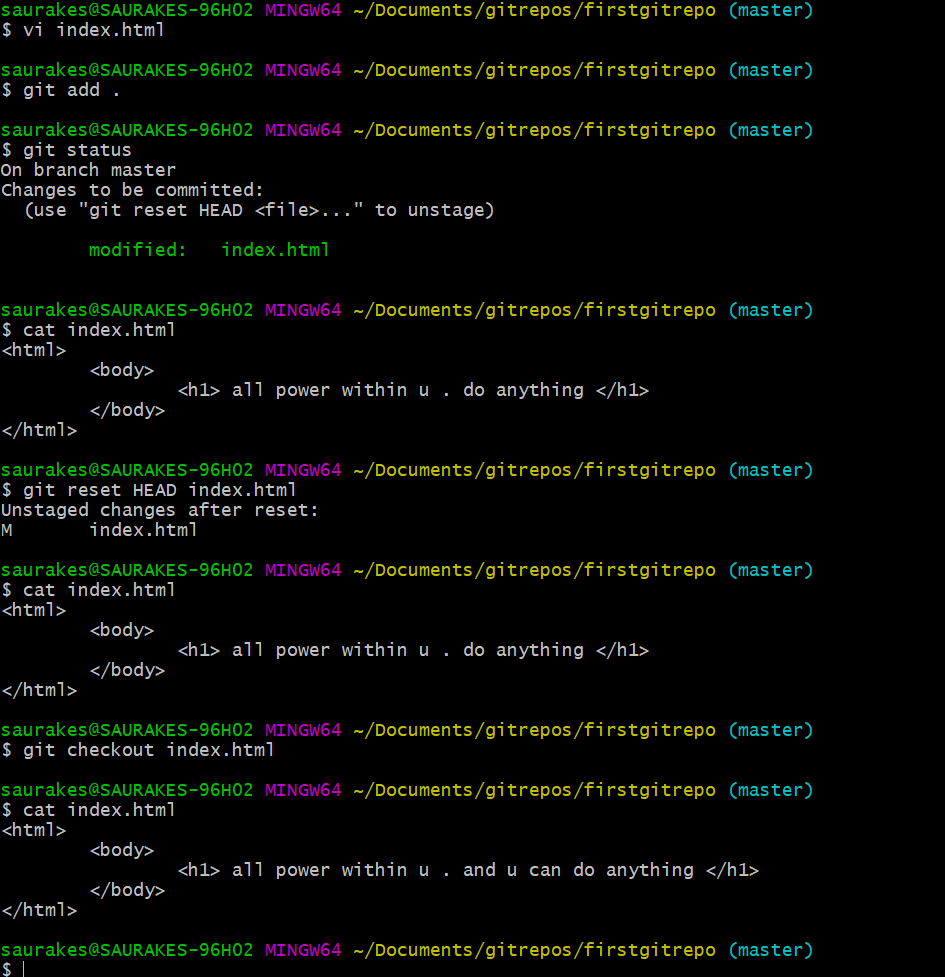 saurakes@SAURAKES-96H02 MINGW64 ~/Documents/gitrepos/firstgitrepo (master)
$ vi index.html
saurakes@SAURAKES-96H02 MINGW64 ~/Documents/gitrepos/firstgitrepo (master)
$ git add .
saurakes@SAURAKES-96H02 MINGW64 ~/Documents/gitrepos/firstgitrepo (master)
$ git status
On branch master
Changes to be committed:
  (use "git reset HEAD <file>..." to unstage)
        modified:   index.html
saurakes@SAURAKES-96H02 MINGW64 ~/Documents/gitrepos/firstgitrepo (master)
$ cat index.html
<html>
        <body>
                <h1> all power within u . do anything </h1>
        </body>
</html>
saurakes@SAURAKES-96H02 MINGW64 ~/Documents/gitrepos/firstgitrepo (master)
$ git reset HEAD index.html
Unstaged changes after reset:
M       index.html
saurakes@SAURAKES-96H02 MINGW64 ~/Documents/gitrepos/firstgitrepo (master)
$ cat index.html
<html>
        <body>
                <h1> all power within u . do anything </h1>
        </body>
</html>
saurakes@SAURAKES-96H02 MINGW64 ~/Documents/gitrepos/firstgitrepo (master)
$ git checkout index.html
saurakes@SAURAKES-96H02 MINGW64 ~/Documents/gitrepos/firstgitrepo (master)
$ cat index.html
<html>
        <body>
                <h1> all power within u . and u can do anything </h1>
        </body>
</html>
saurakes@SAURAKES-96H02 MINGW64 ~/Documents/gitrepos/firstgitrepo (master)
$